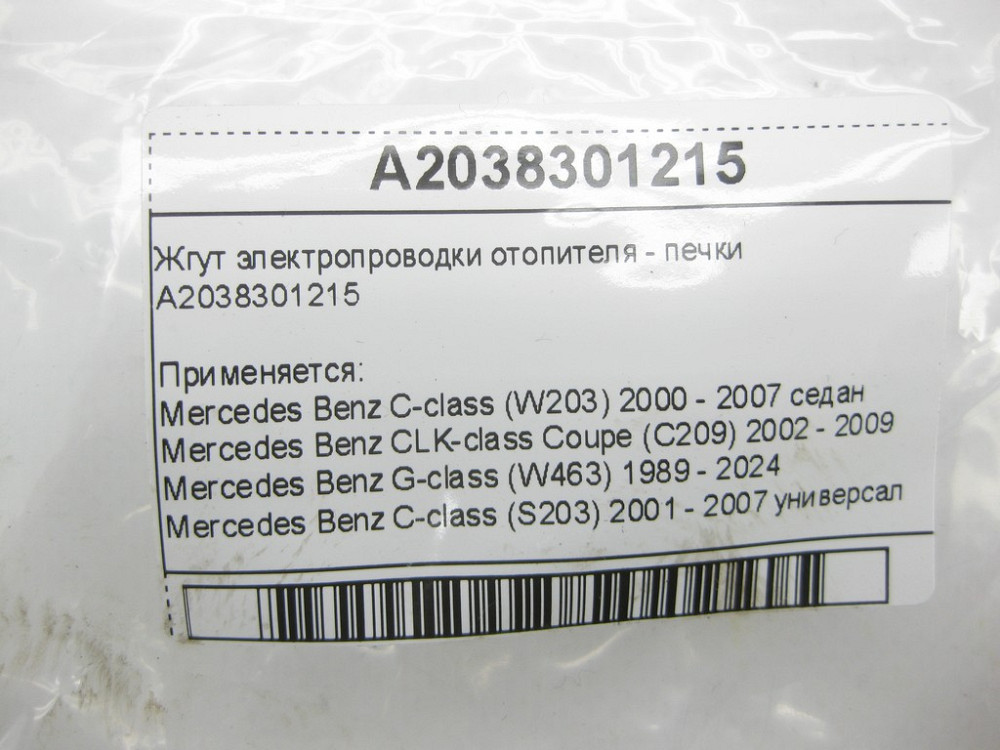 A2038301215
Жгут электропроводки отопителя - печки
A2038301215
Применяется:
Mercedes Benz C-class (W203) 2000 - 2007 седан
Mercedes Benz CLK-class Coupe (C209) 2002 - 2009
Mercedes Benz G-class (W463) 1989 - 2024
Mercedes Benz C-class (S203) 2001 - 2007 универсал